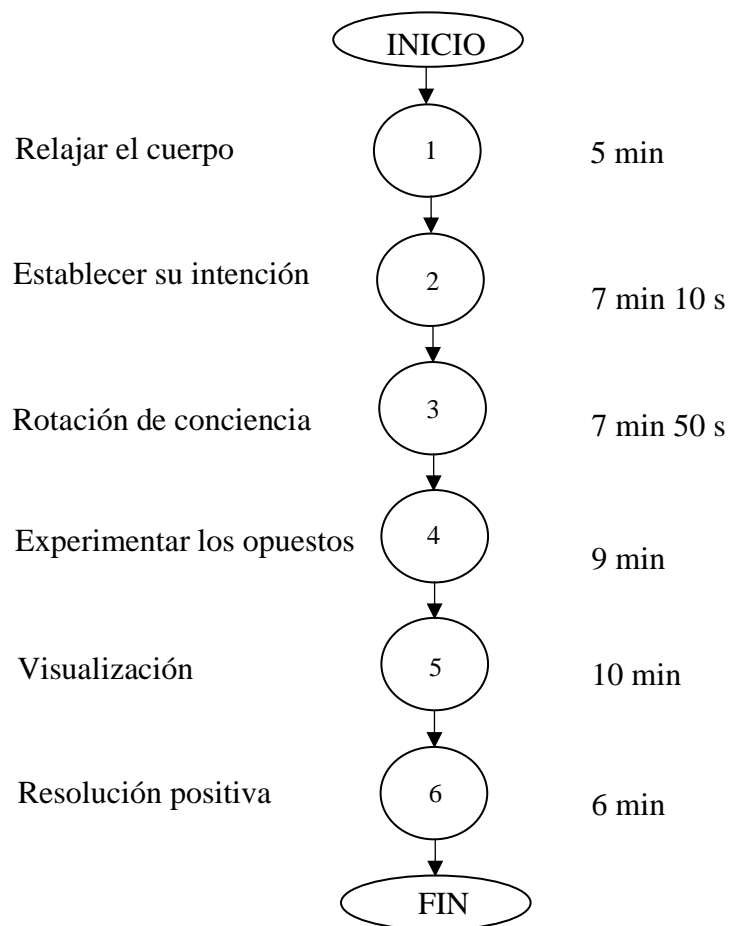 INICIO
Relajar el cuerpo 1 5 min
Establecer su intención 2 7 min 10 s
Rotación de conciencia 3 7 min 50 s
Experimentar los opuestos 4 9 min
Visualización 5 10 min
Resolución positiva 6 6 min
FIN